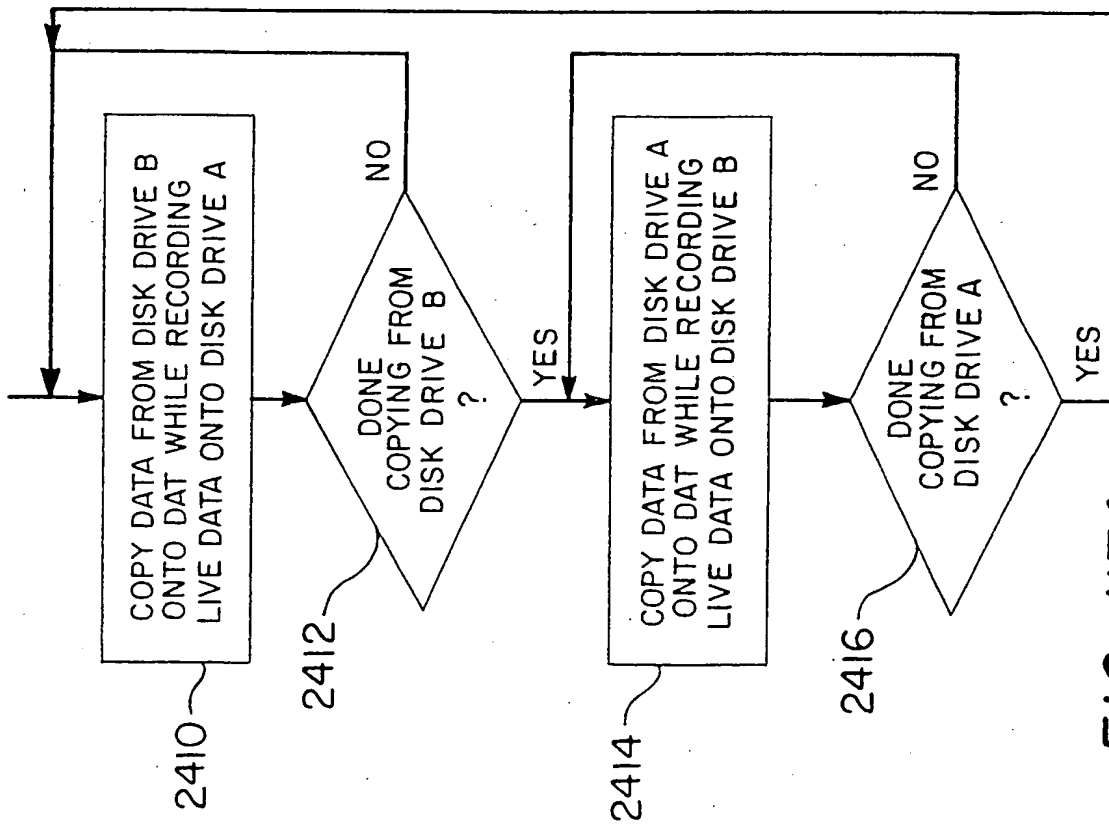 COPY DATA FROM DISK DRIVE B
ONTO DAT WHILE RECORDING
LIVE DATA ONTO DISK DRIVE A
2410
DONE
COPYING FROM
DISK DRIVE B
?
NO
2412
YES
COPY DATA FROM DISK DRIVE A
ONTO DAT WHILE RECORDING
LIVE DATA ONTO DISK DRIVE B
2414
DONE
COPYING FROM
DISK DRIVE A
?
NO
2416
YES